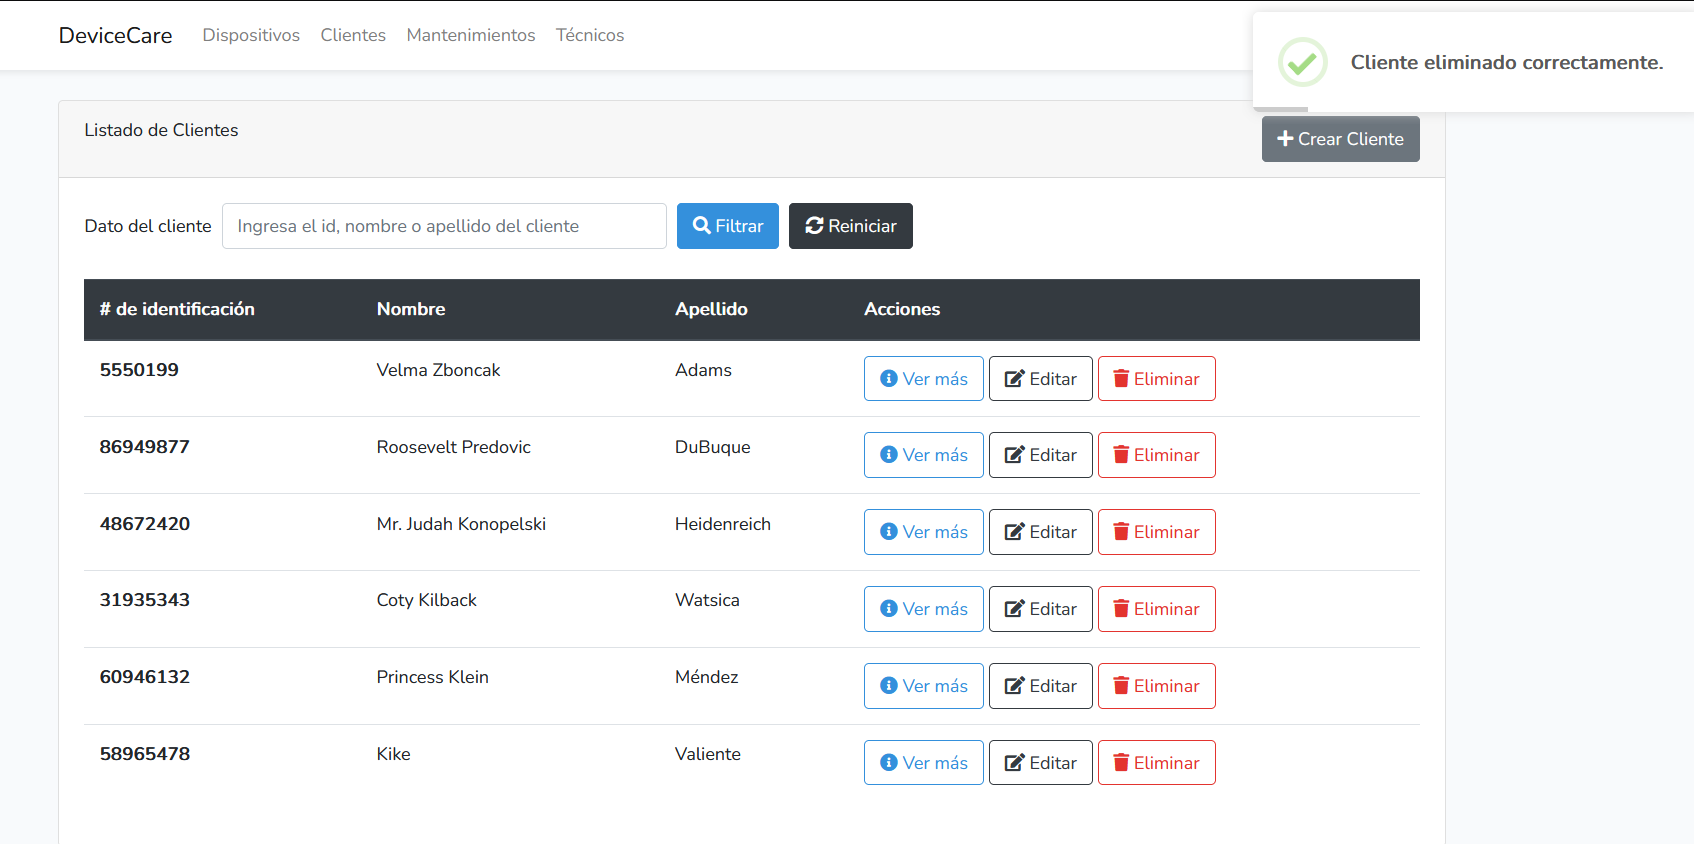 DeviceCare Dispositivos Clientes Mantenimientos Técnicos
Cliente eliminado correctamente.
Listado de Clientes
Crear Cliente
Dato del cliente Ingresa el id, nombre o apellido del cliente Filtrar Reiniciar
# de identificación Nombre Apellido Acciones
5550199 Velma Zboncak Adams Ver más Editar Eliminar
86949877 Roosevelt Predovic DuBuque Ver más Editar Eliminar
48672420 Mr. Judah Konopelski Heidenreich Ver más Editar Eliminar
31935343 Coty Kilback Watsica Ver más Editar Eliminar
60946132 Princess Klein Méndez Ver más Editar Eliminar
58965478 Kike Valiente Ver más Editar Eliminar